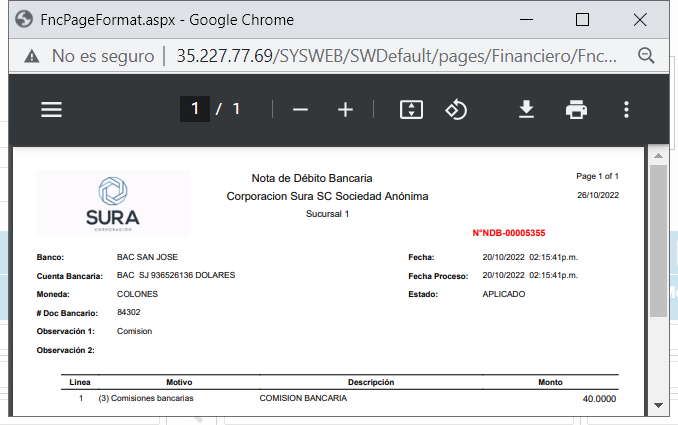 FncPageFormat.aspx - Google Chrome
No es seguro | 35.227.77.69/SYSWEB/SWDefault/pages/Financiero/Fnc...
1 / 1
Nota de Débito Bancaria
Page 1 of 1
Corporacion Sura SC Sociedad Anónima
26/10/2022
SURA
CORPORACIÓN
Sucursal 1
N°NDB-00005355
Banco: BAC SAN JOSE Fecha: 20/10/2022 02:15:41p.m.
Cuenta Bancaria: BAC SJ 936526136 DOLARES Fecha Proceso: 20/10/2022 02:15:41p.m.
Moneda: COLONES Estado: APLICADO
# Doc Bancario: 84302
Observación 1: Comision
Observación 2:
Linea Motivo Descripción Monto
1 (3) Comisiones bancarias COMISION BANCARIA 40.0000